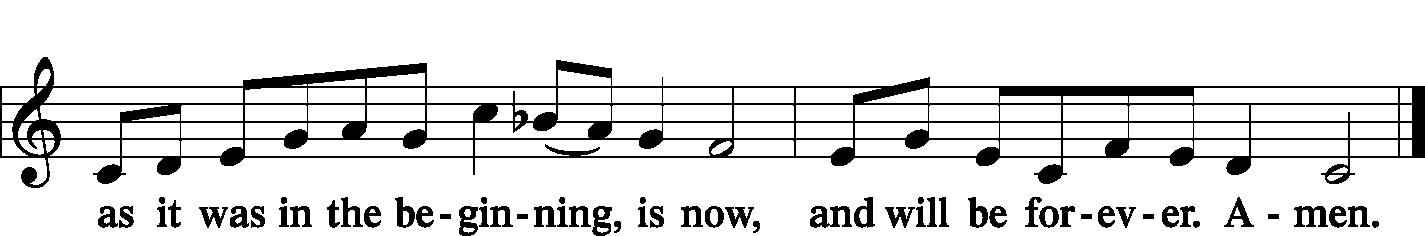 as it was in the be-gin-ning, is now, and will be for-ev-er. A-men.